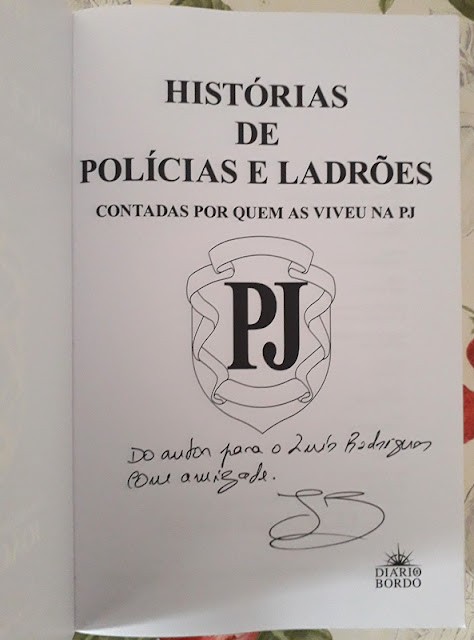 HISTÓRIAS
DE
POLÍCIAS E LADRÕES
CONTADAS POR QUEM AS VIVEU NA PJ
PJ
Do autor para o Luís Rodrigues
com amizade.
DIÁRIO
BORDO